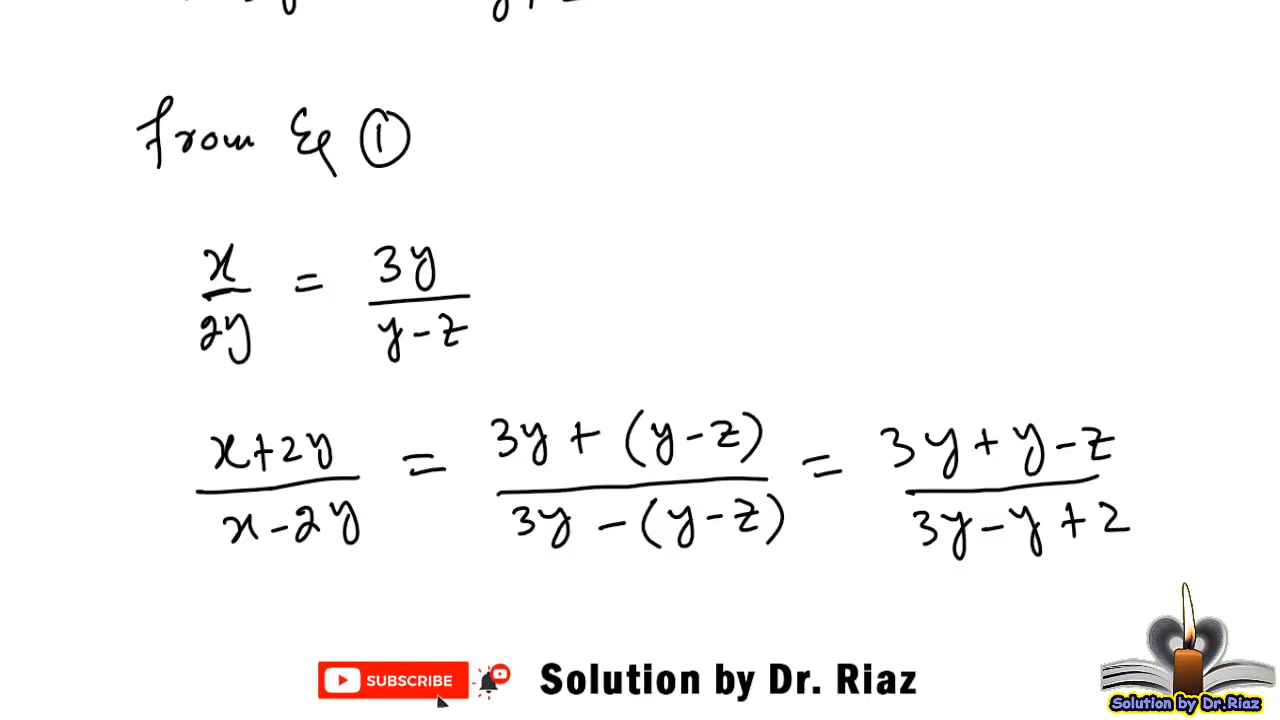 From Eq ①
x/2y = 3y/y-z
x+2y/x-2y = 3y+(y-z)/3y-(y-z) = 3y+y-z/3y-y+2
SUBSCRIBE
Solution by Dr. Riaz
Solution by Dr.Riaz